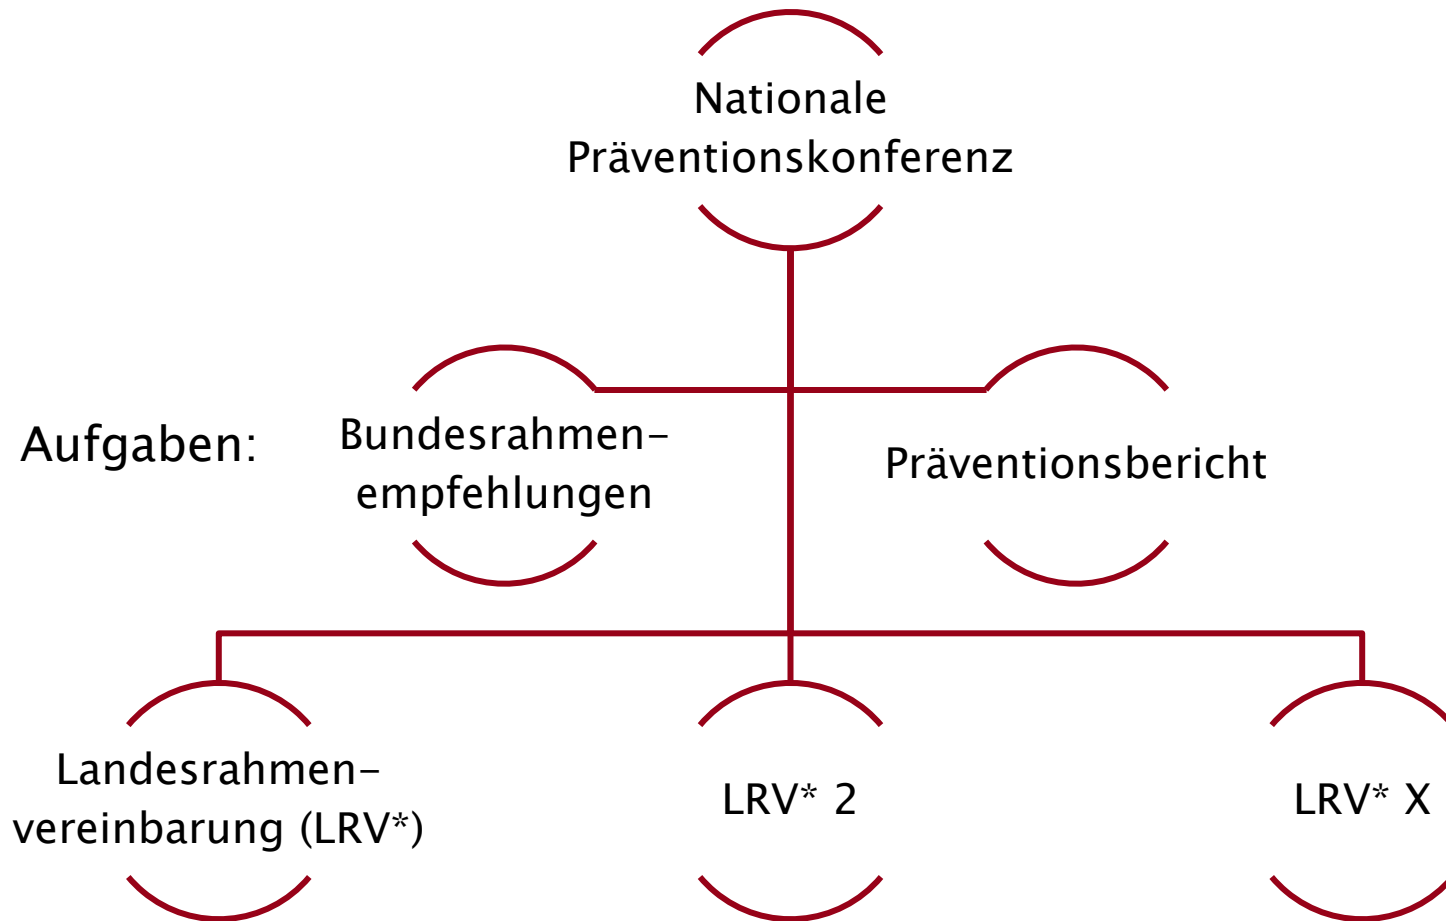 Nationale
Präventionskonferenz
Aufgaben:
Bundesrahmen-
empfehlungen
Präventionsbericht
Landesrahmen-
vereinbarung (LRV*)
LRV* 2
LRV* X